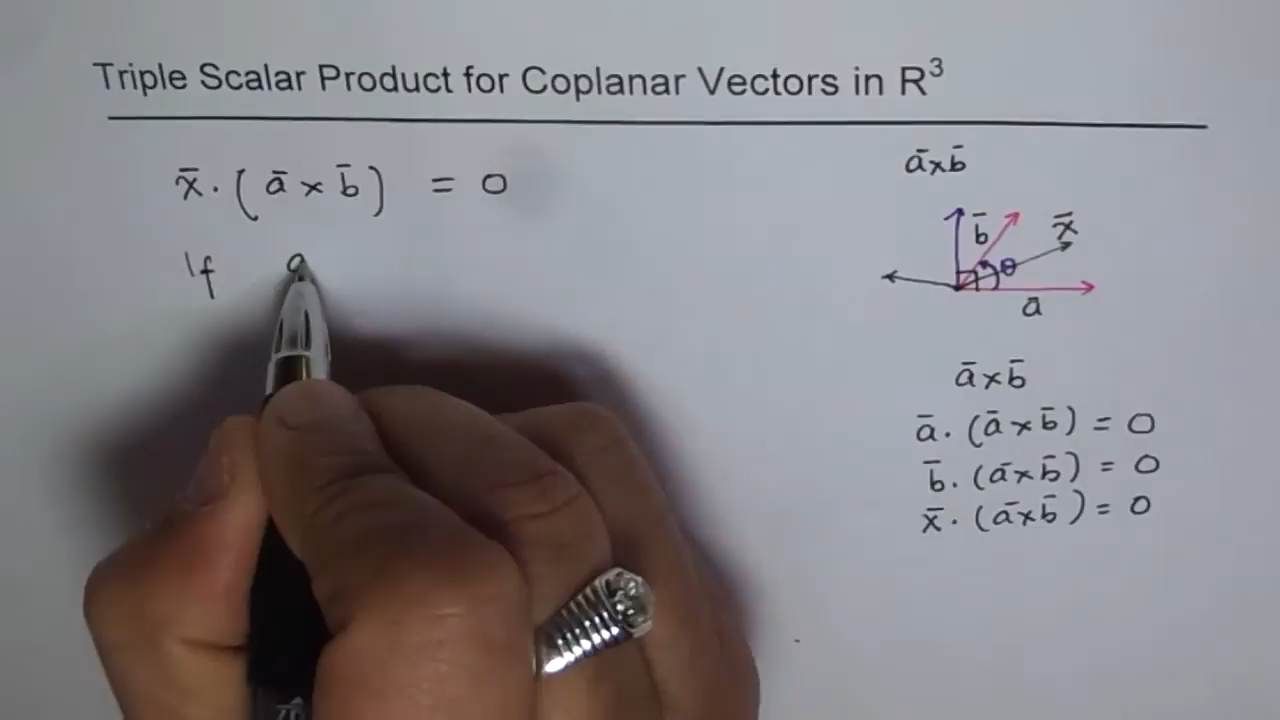 Triple Scalar Product for Coplanar Vectors in R³
x̄ · ( ā × b̄ ) = 0
If a
ā×b̄
b̄
x̄
θ
ā
ā×b̄
ā · (ā×b̄) = 0
b̄ · (ā×b̄) = 0
x̄ · (ā×b̄) = 0